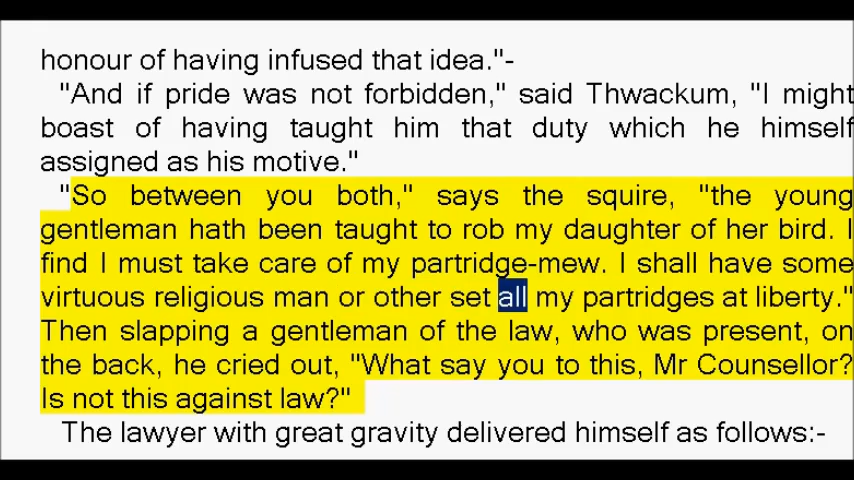 honour of having infused that idea."-
"And if pride was not forbidden," said Thwackum, "I might
boast of having taught him that duty which he himself
assigned as his motive."
"So between you both," says the squire, "the young
gentleman hath been taught to rob my daughter of her bird. I
find I must take care of my partridge-mew. I shall have some
virtuous religious man or other set all my partridges at liberty."
Then slapping a gentleman of the law, who was present, on
the back, he cried out, "What say you to this, Mr Counsellor?
Is not this against law?"
The lawyer with great gravity delivered himself as follows:-